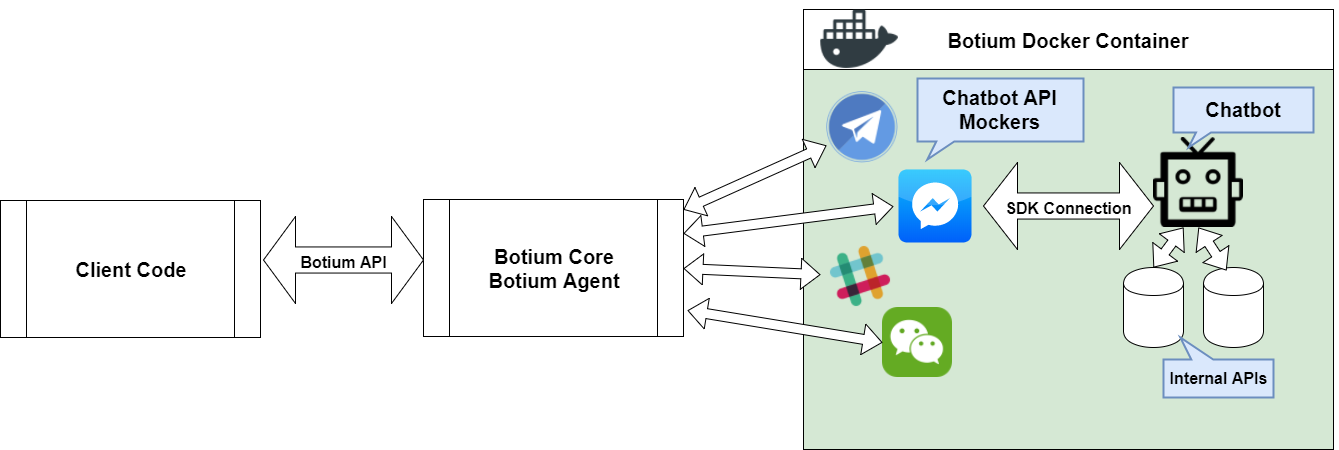 Botium Docker Container
Chatbot API
Mockers
Chatbot
SDK Connection
Client Code
Botium API
Botium Core
Botium Agent
Internal APIs